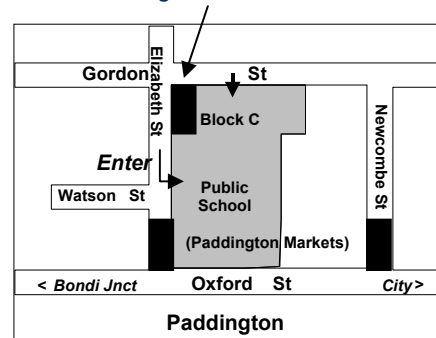 Gordon St
Elizabeth St
Block C
Newcombe St
Enter
Watson St
Public
School
(Paddington Markets)
< Bondi Jnct Oxford St City>
Paddington